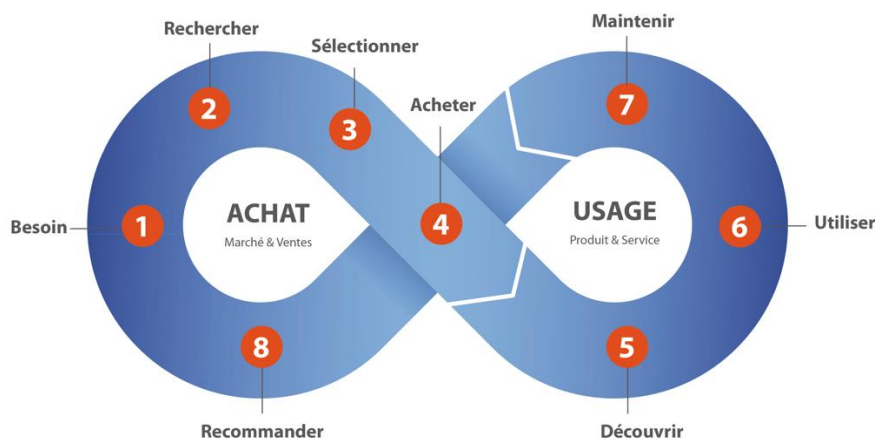 Rechercher
Sélectionner
Maintenir
Acheter
2
3
7
Besoin
1
ACHAT
Marché & Ventes
4
USAGE
Produit & Service
6
Utiliser
8
5
Recommander
Découvrir